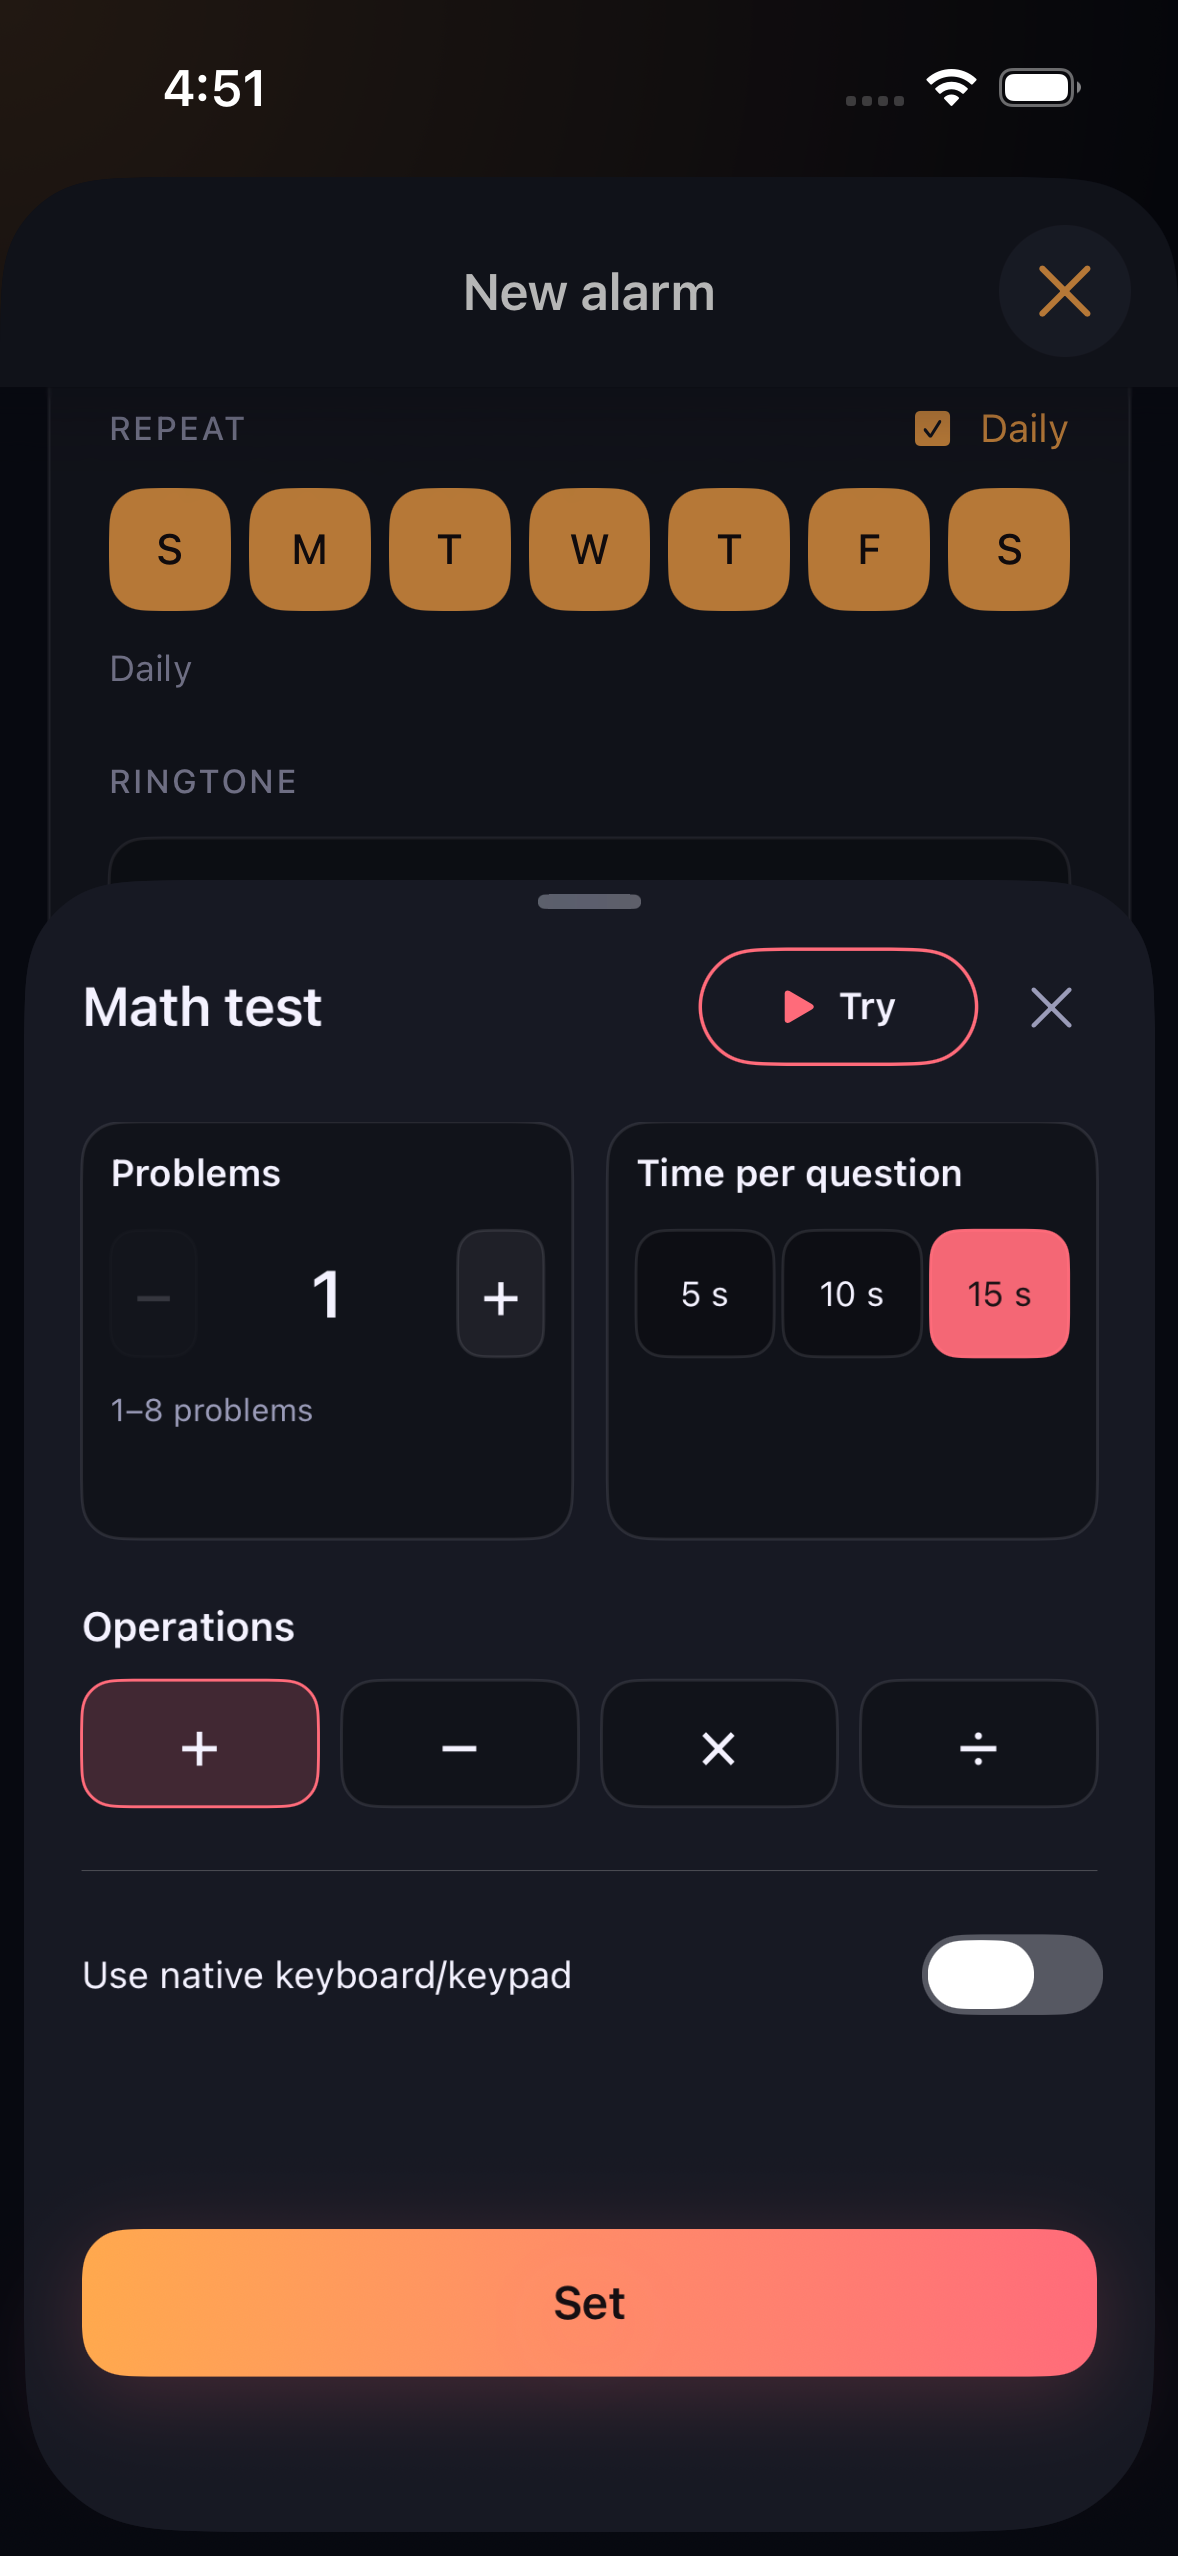 4:51
New alarm
REPEAT
Daily
S M T W T F S
Daily
RINGTONE
Math test
Try
Problems
Time per question
− 1 +
5 s 10 s 15 s
1–8 problems
Operations
+ − × ÷
Use native keyboard/keypad
Set